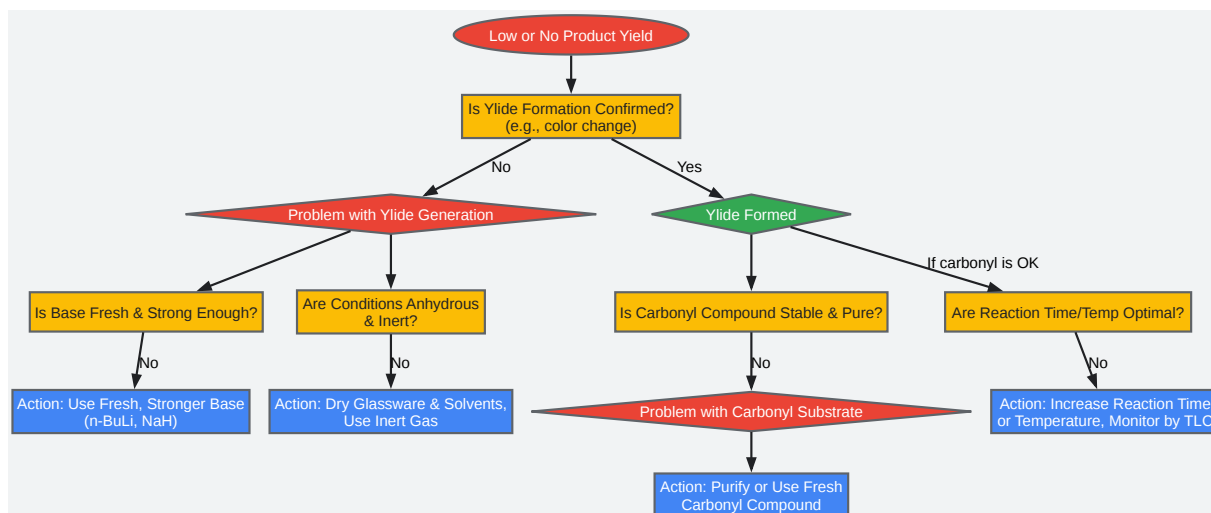 Low or No Product Yield
Is Ylide Formation Confirmed?
(e.g., color change)
No
Yes
Problem with Ylide Generation
Ylide Formed
If carbonyl is OK
Is Base Fresh & Strong Enough?
Are Conditions Anhydrous
& Inert?
Is Carbonyl Compound Stable & Pure?
Are Reaction Time/Temp Optimal?
No
No
No
No
Action: Use Fresh, Stronger Base
(n-BuLi, NaH)
Action: Dry Glassware & Solvents,
Use Inert Gas
Problem with Carbonyl Substrate
Action: Increase Reaction Time
or Temperature, Monitor by TLC
Action: Purify or Use Fresh
Carbonyl Compound